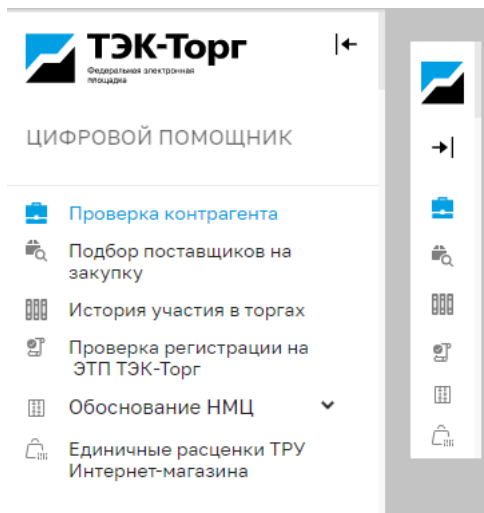 ТЭК-Торг
Федеральная электронная
площадка
ЦИФРОВОЙ ПОМОЩНИК
Проверка контрагента
Подбор поставщиков на
закупку
История участия в торгах
Проверка регистрации на
ЭТП ТЭК-Торг
Обоснование НМЦ
Единичные расценки ТРУ
Интернет-магазина